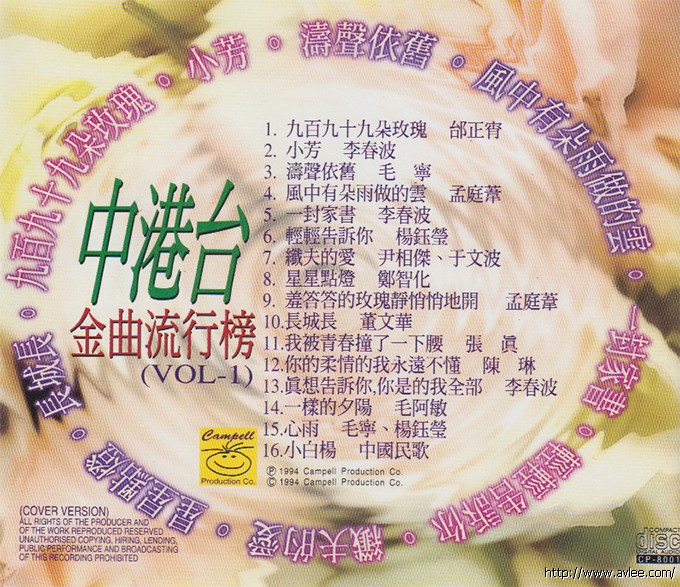 九百九十九朵玫瑰 • 小芳 • 濤聲依舊 • 風中有朵雨做的雲 • 一封家書 • 輕輕告訴你 • 纖夫的愛 • 星星點燈 • 長城長 •
中港台
金曲流行榜
(VOL-1)
1. 九百九十九朵玫瑰 邰正宵
2. 小芳 李春波
3. 濤聲依舊 毛寧
4. 風中有朵雨做的雲 孟庭葦
5. 一封家書 李春波
6. 輕輕告訴你 楊鈺瑩
7. 纖夫的愛 尹相傑、于文波
8. 星星點燈 鄭智化
9. 羞答答的玫瑰靜悄悄地開 孟庭葦
10. 長城長 董文華
11. 我被青春撞了一下腰 張眞
12. 你的柔情的我永遠不懂 陳琳
13. 眞想告訴你,你是的我全部 李春波
14. 一樣的夕陽 毛阿敏
15. 心雨 毛寧、楊鈺瑩
16. 小白楊 中國民歌
Campell
Production Co.
Ⓟ 1994 Campell Production Co.
© 1994 Campell Production Co.
(COVER VERSION)
ALL RIGHTS OF THE PRODUCER AND
OF THE WORK REPRODUCED RESERVED
UNAUTHORISED COPYING, HIRING, LENDING,
PUBLIC PERFORMANCE AND BROADCASTING
OF THIS RECORDING PROHIBITED
COMPACT
disc
DIGITAL AUDIO
CP-8001
http://www.avlee.com/